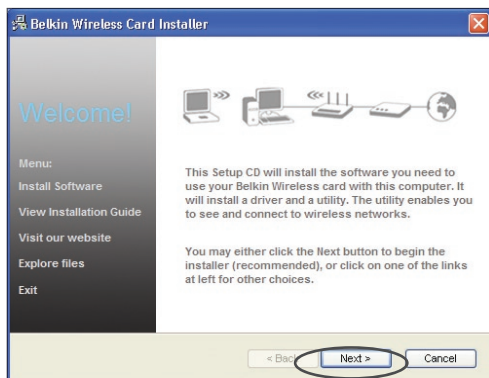 Belkin Wireless Card Installer
Welcome!
Menu:
Install Software
View Installation Guide
Visit our website
Explore files
Exit
This Setup CD will install the software you need to
use your Belkin Wireless card with this computer. It
will install a driver and a utility. The utility enables you
to see and connect to wireless networks.
You may either click the Next button to begin the
installer (recommended), or click on one of the links
at left for other choices.
< Back
Next >
Cancel